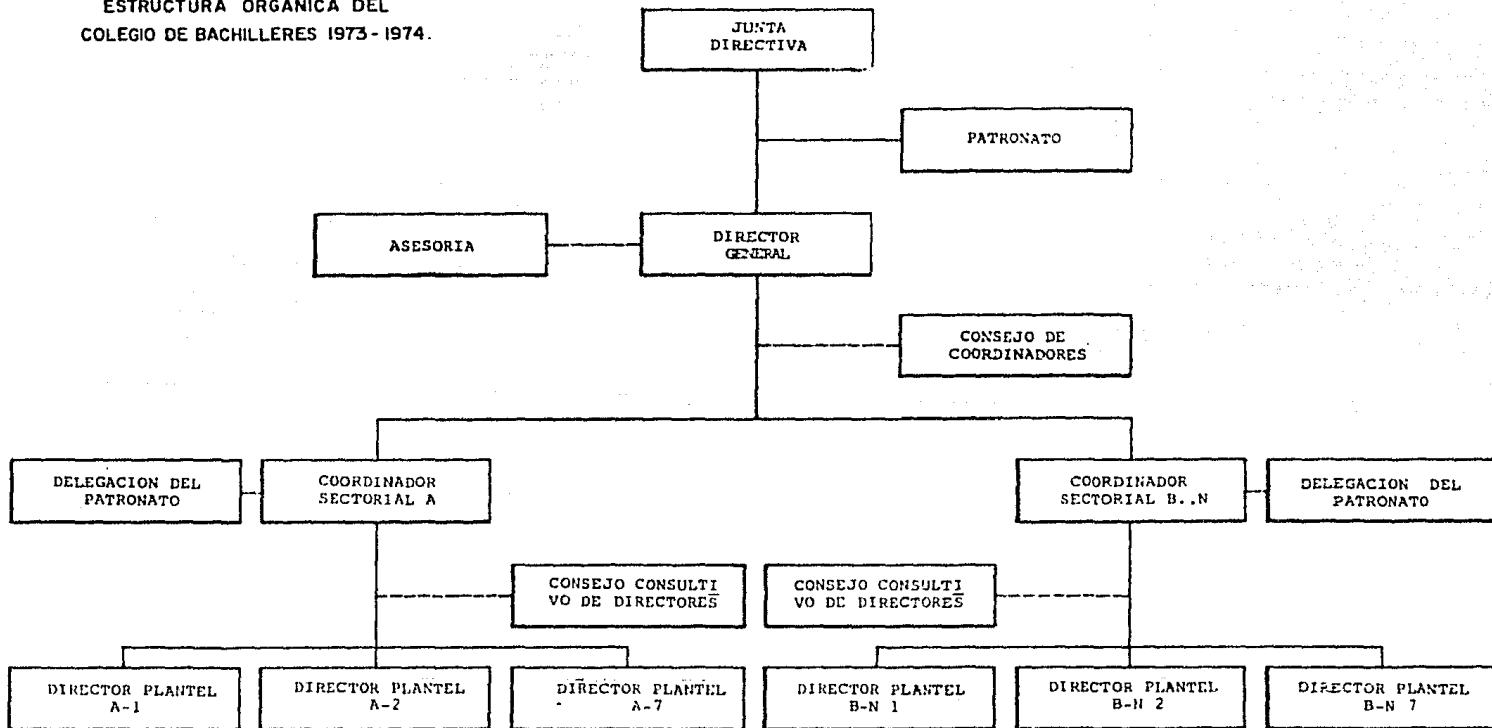 ESTRUCTURA ORGANICA DEL
COLEGIO DE BACHILLERES 1973-1974.
JUNTA
DIRECTIVA
PATRONATO
ASESORIA
DIRECTOR
GENERAL
CONSEJO DE
COORDINADORES
DELEGACION DEL
PATRONATO
COORDINADOR
SECTORIAL A
COORDINADOR
SECTORIAL B..N
DELEGACION DEL
PATRONATO
CONSEJO CONSULTI
VO DE DIRECTORES
CONSEJO CONSULTI
VO DE DIRECTORES
DIRECTOR PLANTEL
A-1
DIRECTOR PLANTEL
A-2
DIRECTOR PLANTEL
A-7
DIRECTOR PLANTEL
B-N 1
DIRECTOR PLANTEL
B-N 2
DIRECTOR PLANTEL
B-N 7